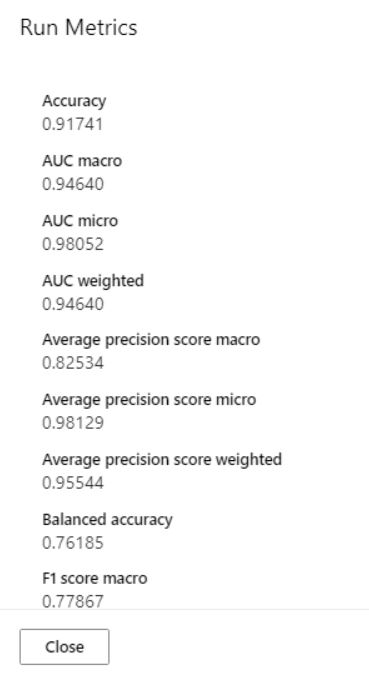 Run Metrics
Accuracy
0.91741
AUC macro
0.94640
AUC micro
0.98052
AUC weighted
0.94640
Average precision score macro
0.82534
Average precision score micro
0.98129
Average precision score weighted
0.95544
Balanced accuracy
0.76185
F1 score macro
0.77867
Close